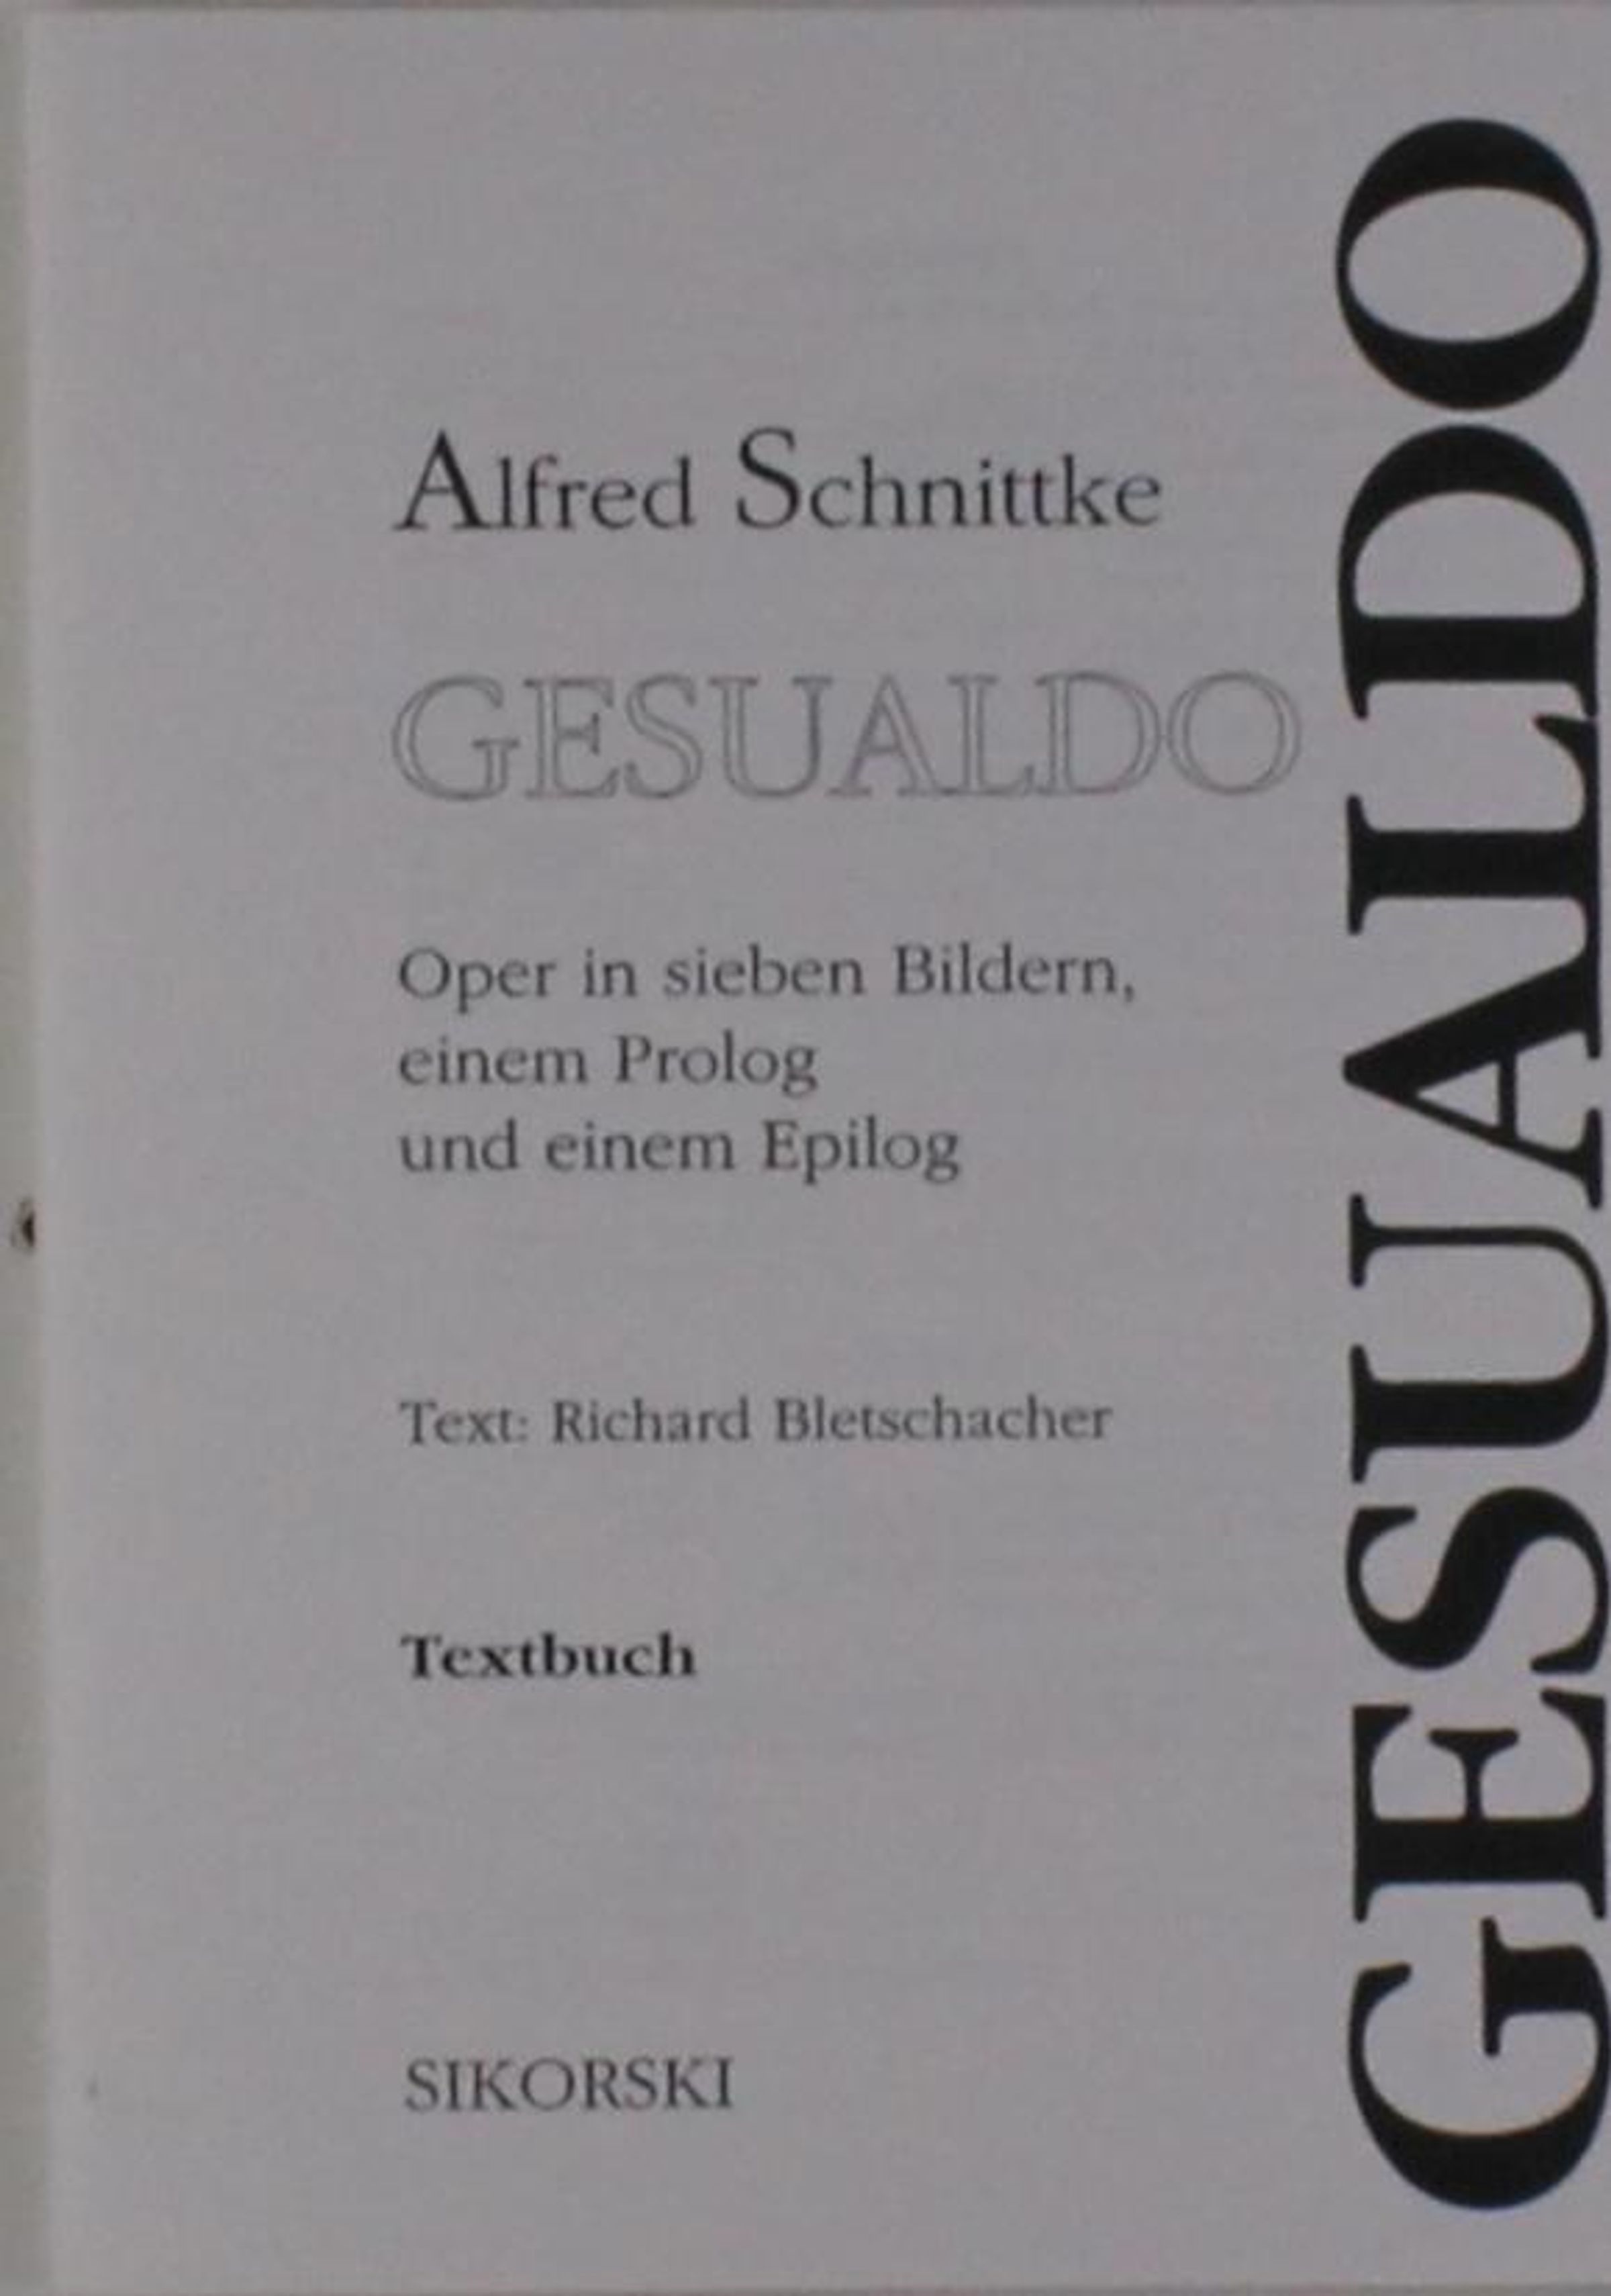 Alfred Schnittke
GESUALDO
Oper in sieben Bildern,
einem Prolog
und einem Epilog
Text: Richard Bletschacher
Textbuch
SIKORSKI
GESUALDO